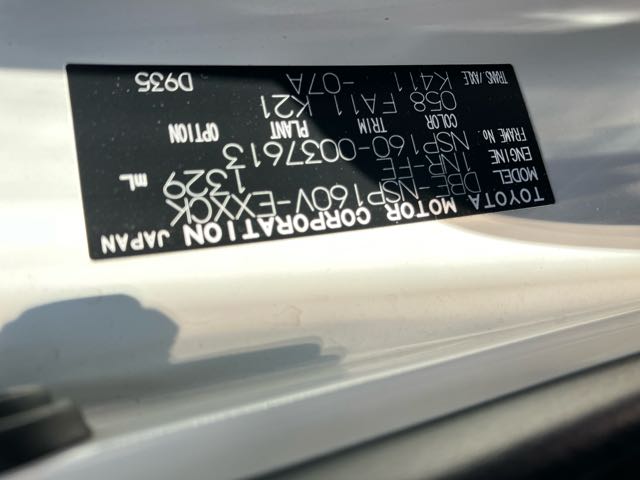 TOYOTA MOTOR CORPORATION JAPAN
MODEL DBE-NSP160V-EXXCK
ENGINE 1NR-FE 1329 mL
FRAME No. NSP160-0037613
COLOR TRIM PLANT OPTION
058 FA11 K21
TRANS/AXLE K411 -07A D935